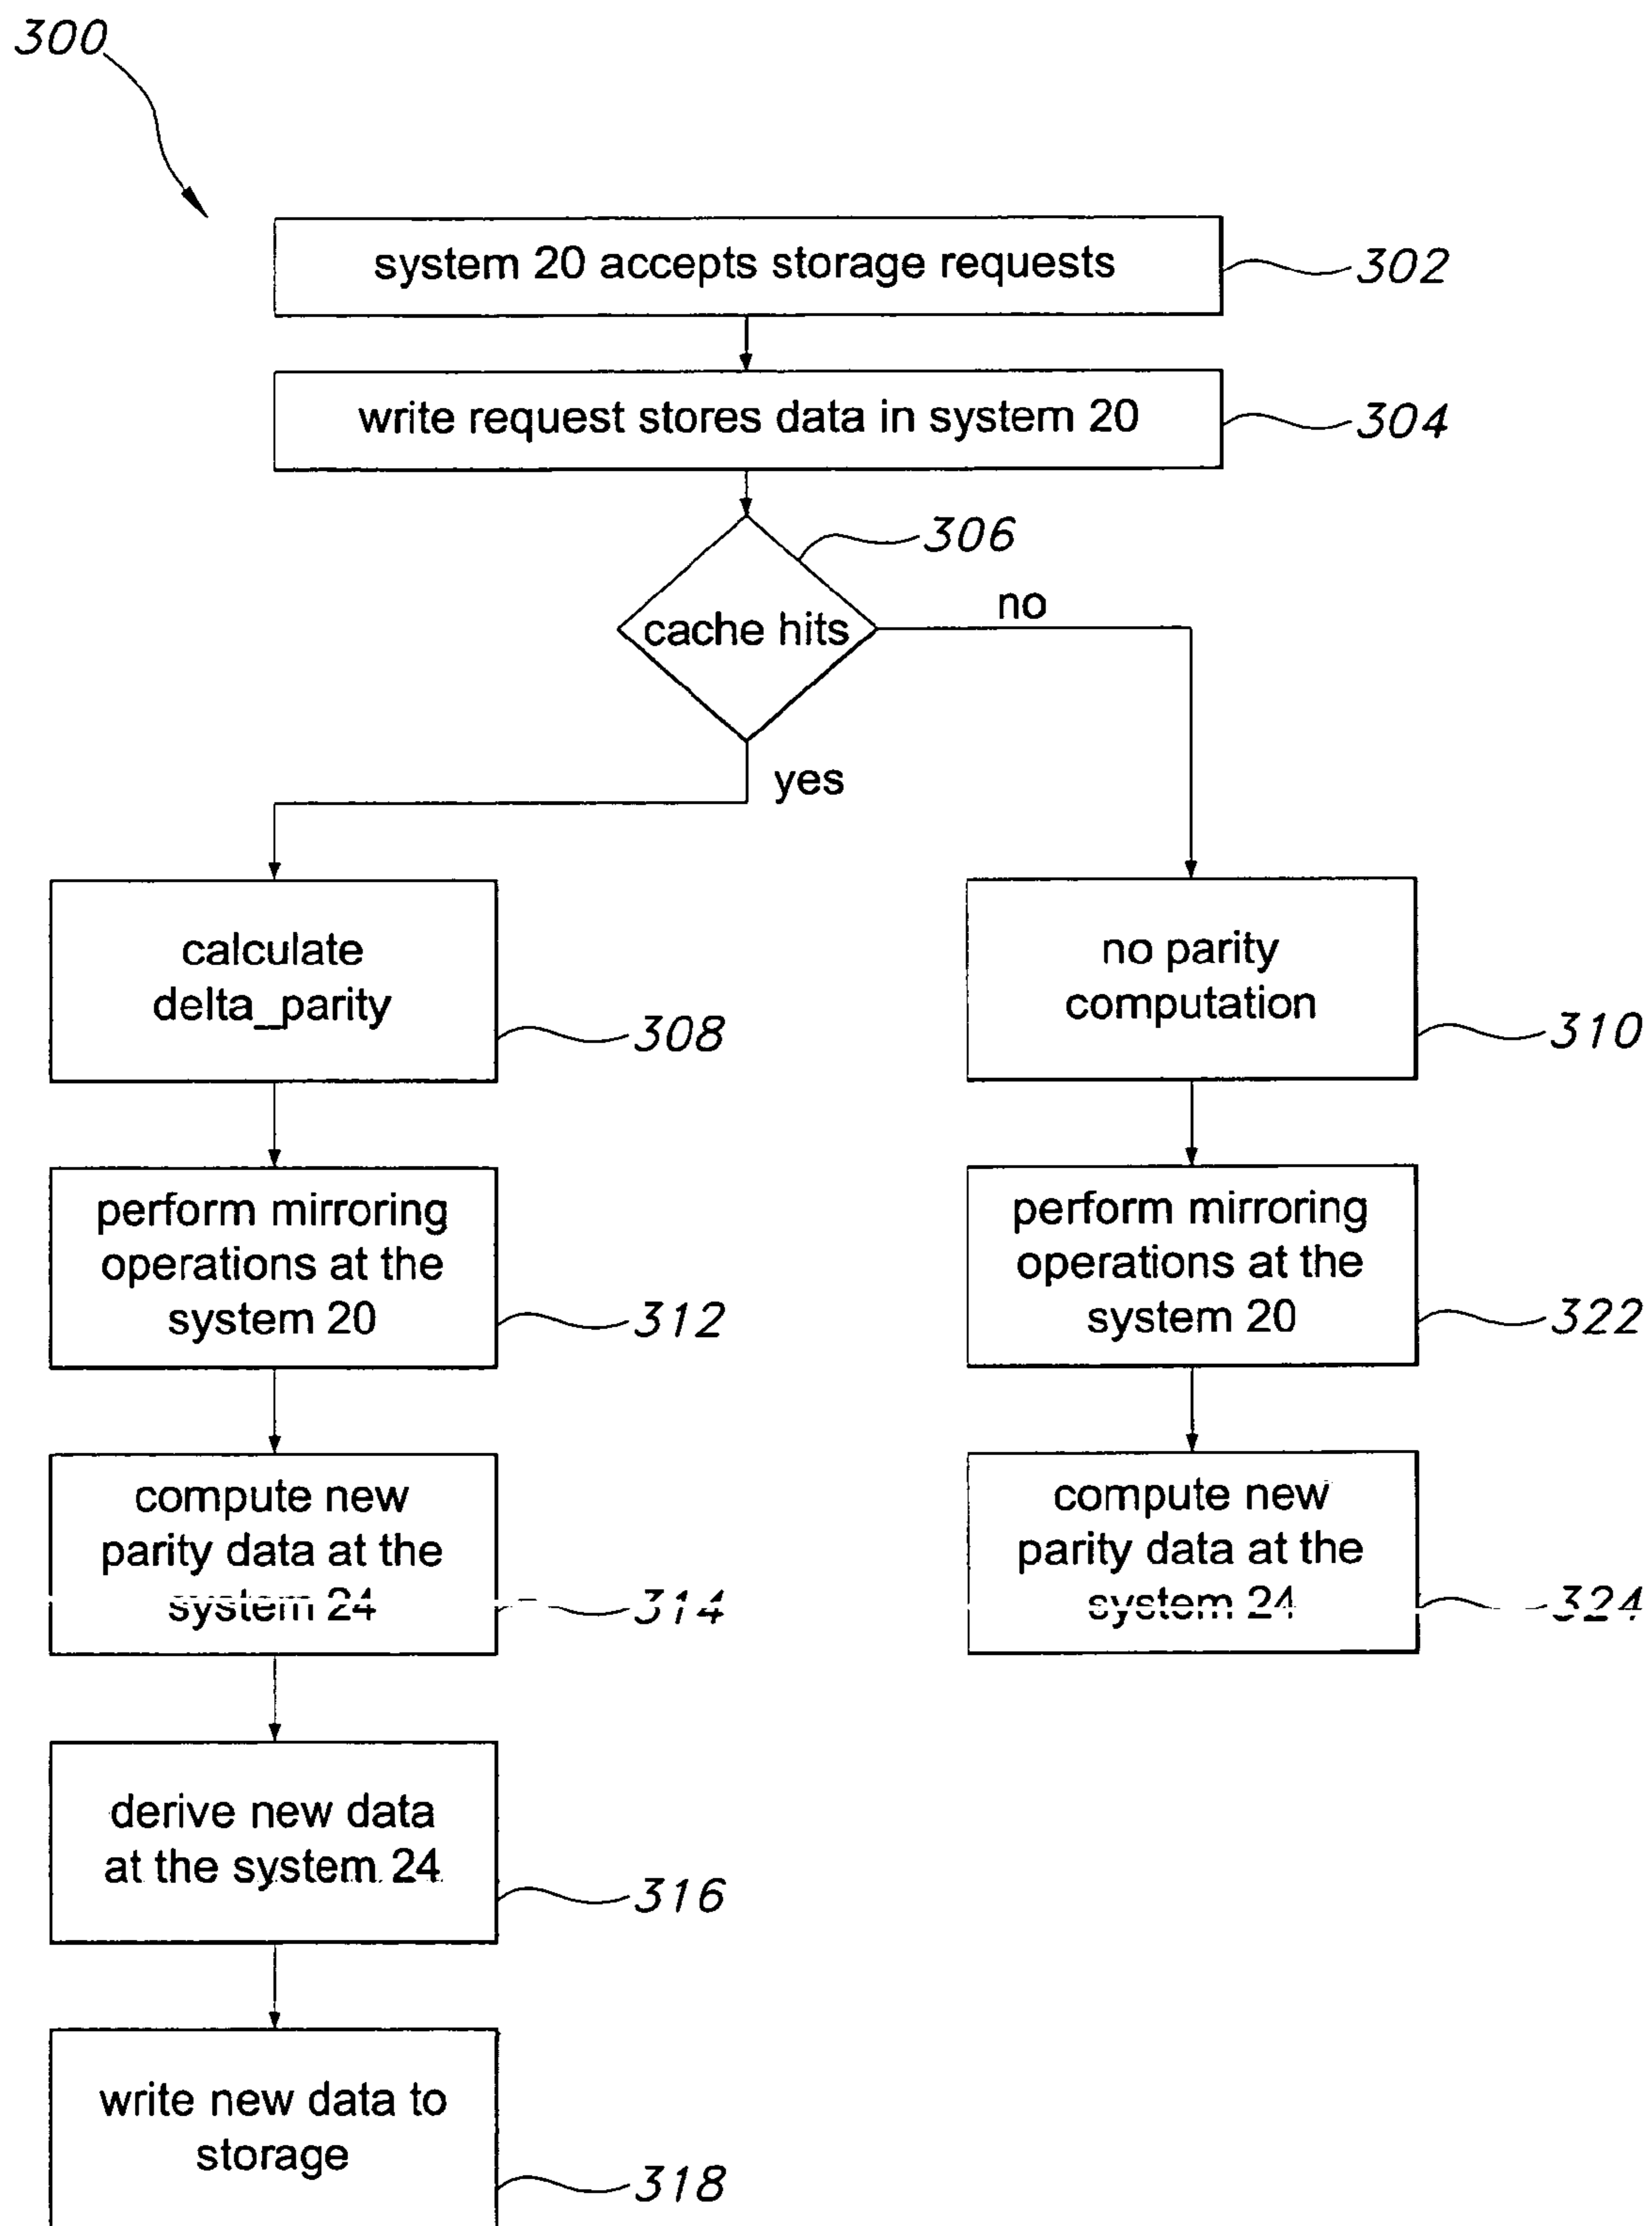 300
system 20 accepts storage requests
302
write request stores data in system 20
304
306
cache hits
no
yes
calculate
delta_parity
308
no parity
computation
310
perform mirroring
operations at the
system 20
312
perform mirroring
operations at the
system 20
322
compute new
parity data at the
system 24
314
compute new
parity data at the
system 24
324
derive new data
at the system 24
316
write new data to
storage
318